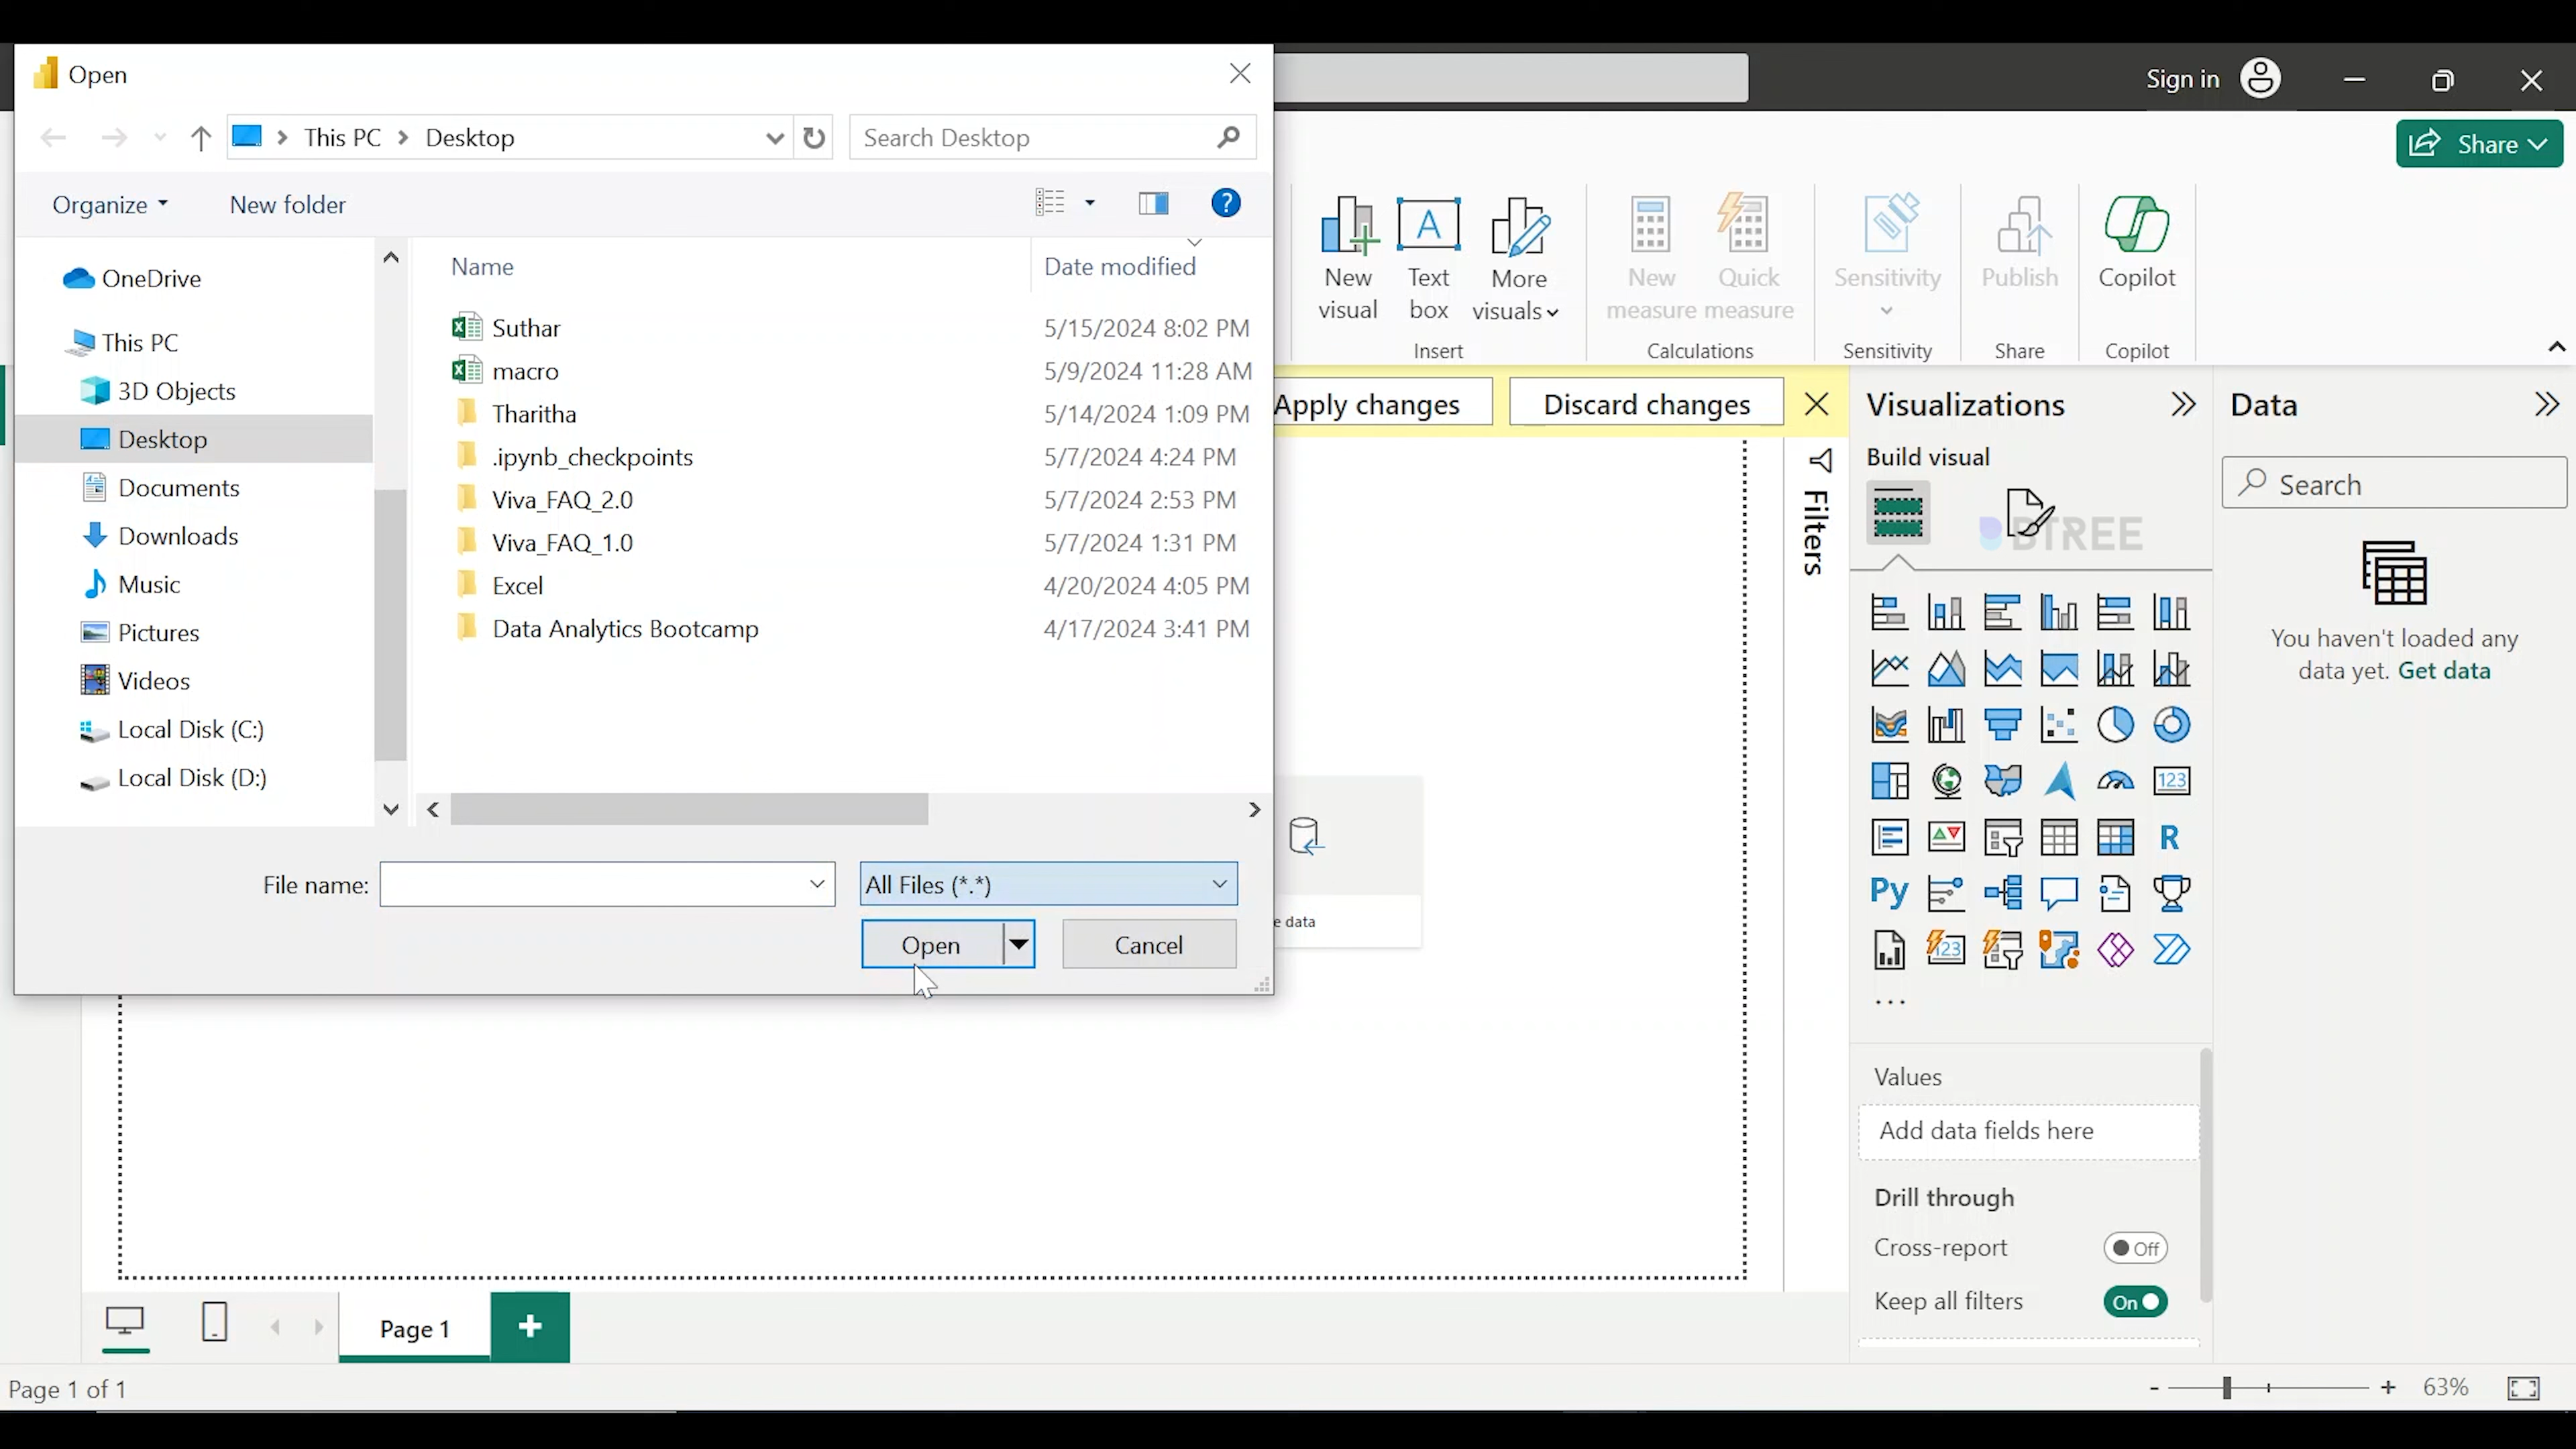 Open
Sign in
This PC > Desktop
Search Desktop
Share
Organize
New folder
Name
Date modified
OneDrive
This PC
3D Objects
Desktop
Documents
Downloads
Music
Pictures
Videos
Local Disk (C:)
Local Disk (D:)
Suthar 5/15/2024 8:02 PM
macro 5/9/2024 11:28 AM
Tharitha 5/14/2024 1:09 PM
.ipynb_checkpoints 5/7/2024 4:24 PM
Viva_FAQ_2.0 5/7/2024 2:53 PM
Viva_FAQ_1.0 5/7/2024 1:31 PM
Excel 4/20/2024 4:05 PM
Data Analytics Bootcamp 4/17/2024 3:41 PM
File name:
All Files (*.*)
Open
Cancel
New visual
Text box
More visuals
Insert
New measure
Quick measure
Calculations
Sensitivity
Sensitivity
Publish
Share
Copilot
Copilot
Apply changes
Discard changes
Filters
e data
Visualizations
Build visual
BTREE
123
R
Py
123
...
Values
Add data fields here
Drill through
Cross-report Off
Keep all filters On
Data
Search
You haven't loaded any
data yet. Get data
Page 1
Page 1 of 1
- + 63%